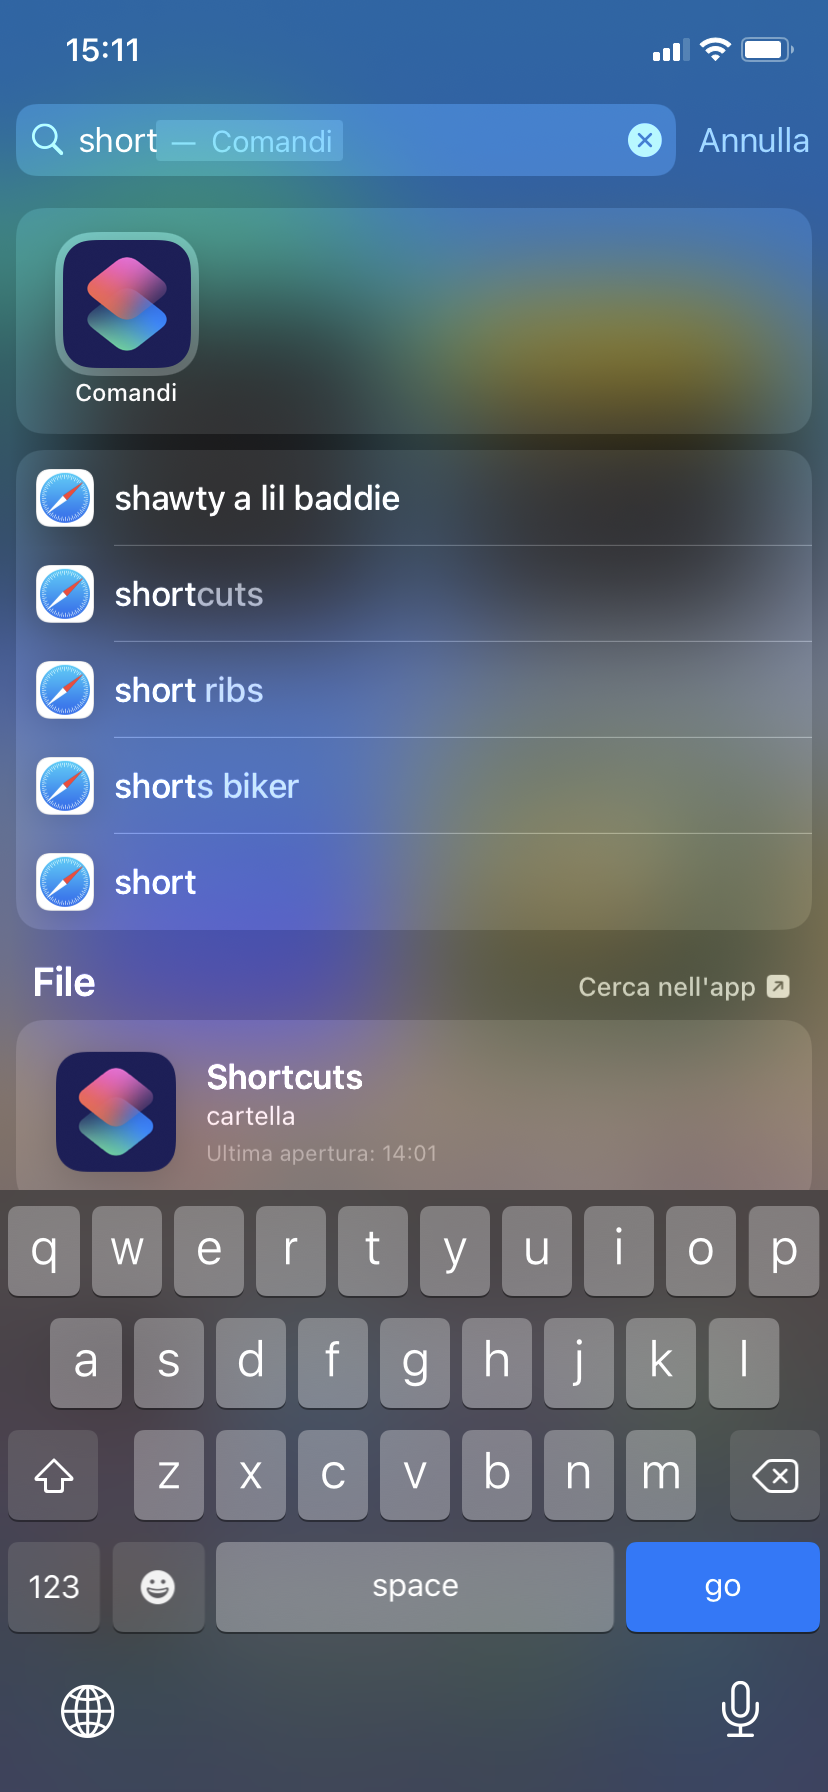 15:11
short — Comandi
Annulla
Comandi
shawty a lil baddie
shortcuts
short ribs
shorts biker
short
File
Cerca nell'app
Shortcuts
cartella
Ultima apertura: 14:01
q w e r t y u i o p
a s d f g h j k l
z x c v b n m
123 space go